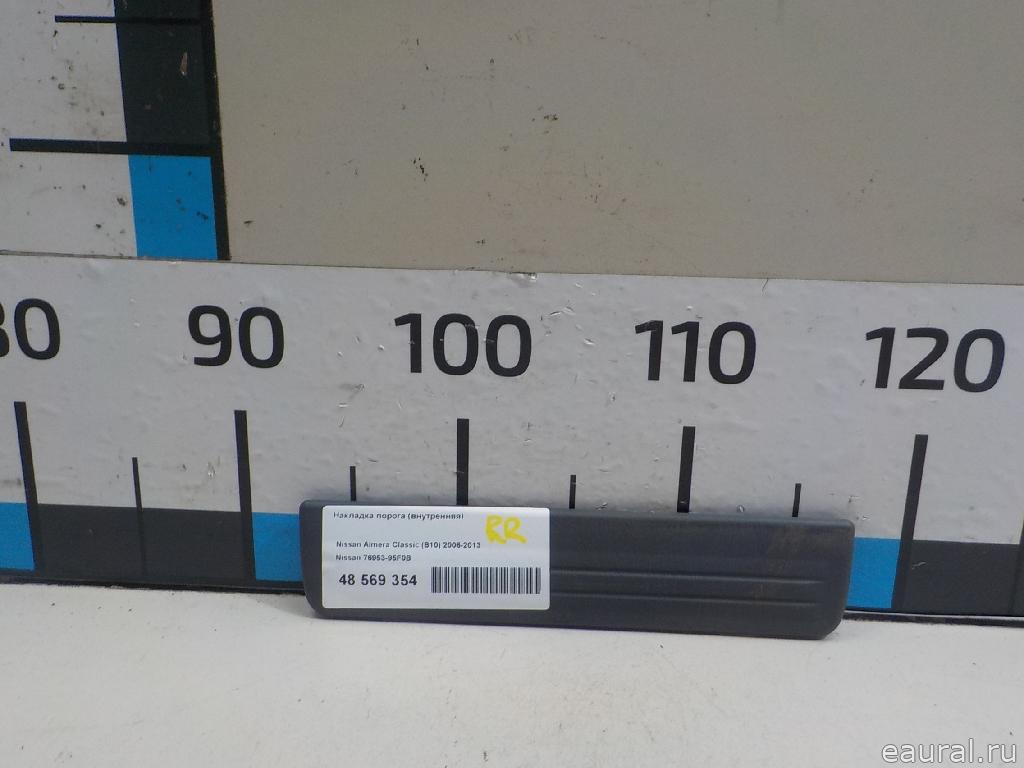 80 90 100 110 120
Накладка порога (внутренняя)
RR
Nissan Almera Classic (B10) 2006-2013
Nissan 76953-95F0B
48 569 354
eaural.ru